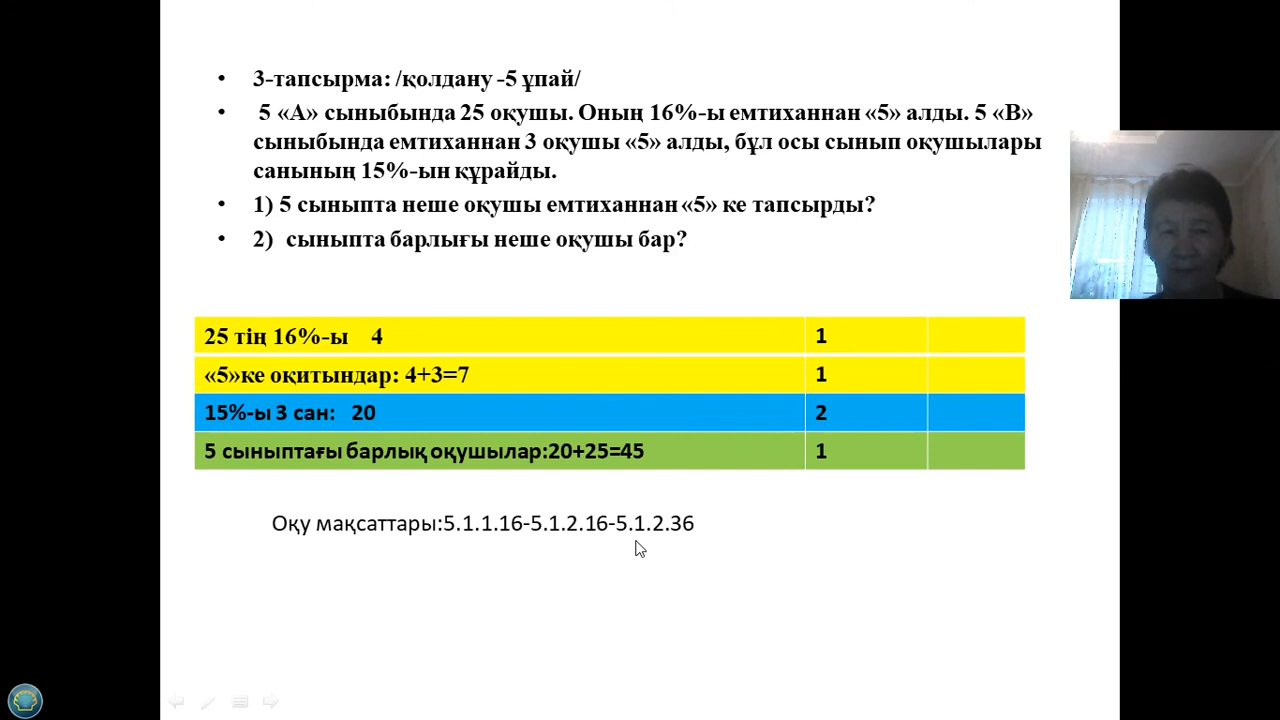 3-тапсырма: /қолдану -5 ұпай/
5 «А» сыныбында 25 оқушы. Оның 16%-ы емтиханнан «5» алды. 5 «В»
сыныбында емтиханнан 3 оқушы «5» алды, бұл осы сынып оқушылары
санының 15%-ын құрайды.
1) 5 сыныпта неше оқушы емтиханнан «5» ке тапсырды?
2) сыныпта барлығы неше оқушы бар?
25 тің 16%-ы 4 1
«5»ке оқитындар: 4+3=7 1
15%-ы 3 сан: 20 2
5 сыныптағы барлық оқушылар:20+25=45 1
Оқу мақсаттары:5.1.1.16-5.1.2.16-5.1.2.36